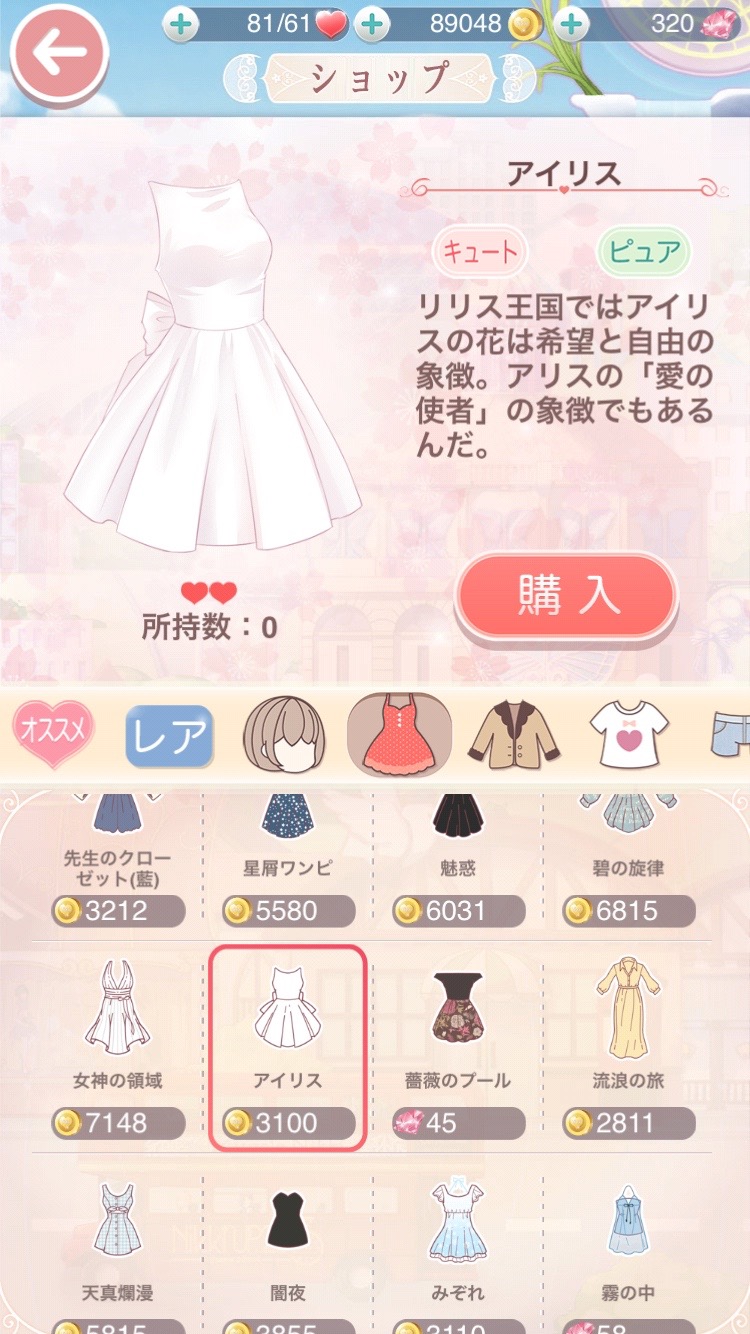 81/61
89048
320
ショップ
アイリス
キュート
ピュア
リリス王国ではアイリ
スの花は希望と自由の
象徴。アリスの「愛の
使者」の象徴でもある
んだ。
所持数：0
購入
オススメ
レア
先生のクロー
ゼット(藍)
星屑ワンピ
魅惑
碧の旋律
3212
5580
6031
6815
女神の領域
アイリス
薔薇のプール
流浪の旅
7148
3100
45
2811
天真爛漫
闇夜
みぞれ
霧の中